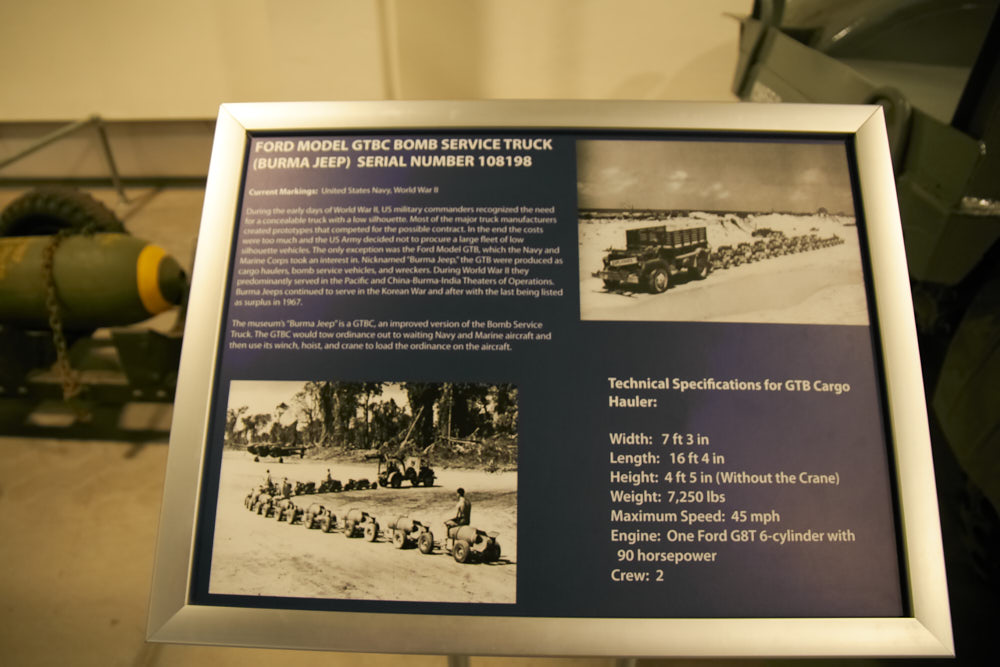 FORD MODEL GTBC BOMB SERVICE TRUCK
(BURMA JEEP) SERIAL NUMBER 108198
Current Markings: United States Navy, World War II
During the early days of World War II, US military commanders recognized the need
for a concealable truck with a low silhouette. Most of the major truck manufacturers
created prototypes that competed for the possible contract. In the end the costs
were too much and the US Army decided not to procure a large fleet of low
silhouette vehicles. The only exception was the Ford Model GTB, which the Navy and
Marine Corps took an interest in. Nicknamed "Burma Jeep," the GTB were produced as
cargo haulers, bomb service vehicles, and wreckers. During World War II they
predominantly served in the Pacific and China-Burma-India Theaters of Operations.
Burma Jeeps continued to serve in the Korean War and after with the last being listed
as surplus in 1967.
The museum's "Burma Jeep" is a GTBC, an improved version of the Bomb Service
Truck. The GTBC would tow ordinance out to waiting Navy and Marine aircraft and
then use its winch, hoist, and crane to load the ordinance on the aircraft.
Technical Specifications for GTB Cargo
Hauler:
Width: 7 ft 3 in
Length: 16 ft 4 in
Height: 4 ft 5 in (Without the Crane)
Weight: 7,250 lbs
Maximum Speed: 45 mph
Engine: One Ford G8T 6-cylinder with
90 horsepower
Crew: 2